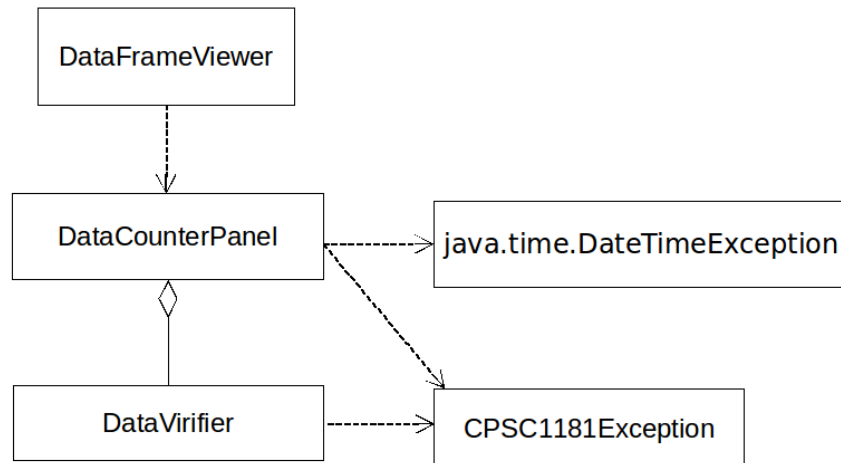 DataFrameViewer
DataCounterPanel
java.time.DateTimeException
DataVirifier
CPSC1181Exception